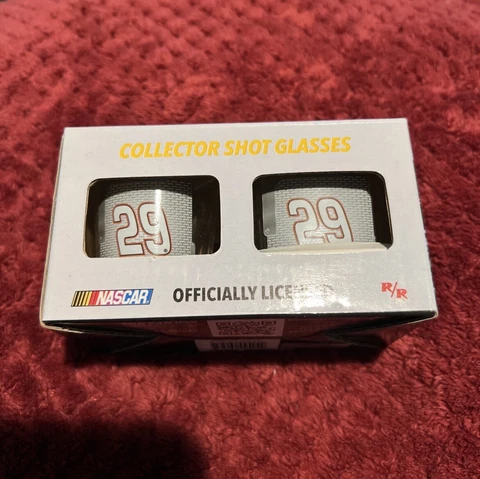 COLLECTOR SHOT GLASSES
29 29
NASCAR OFFICIALLY LICENSED R/R